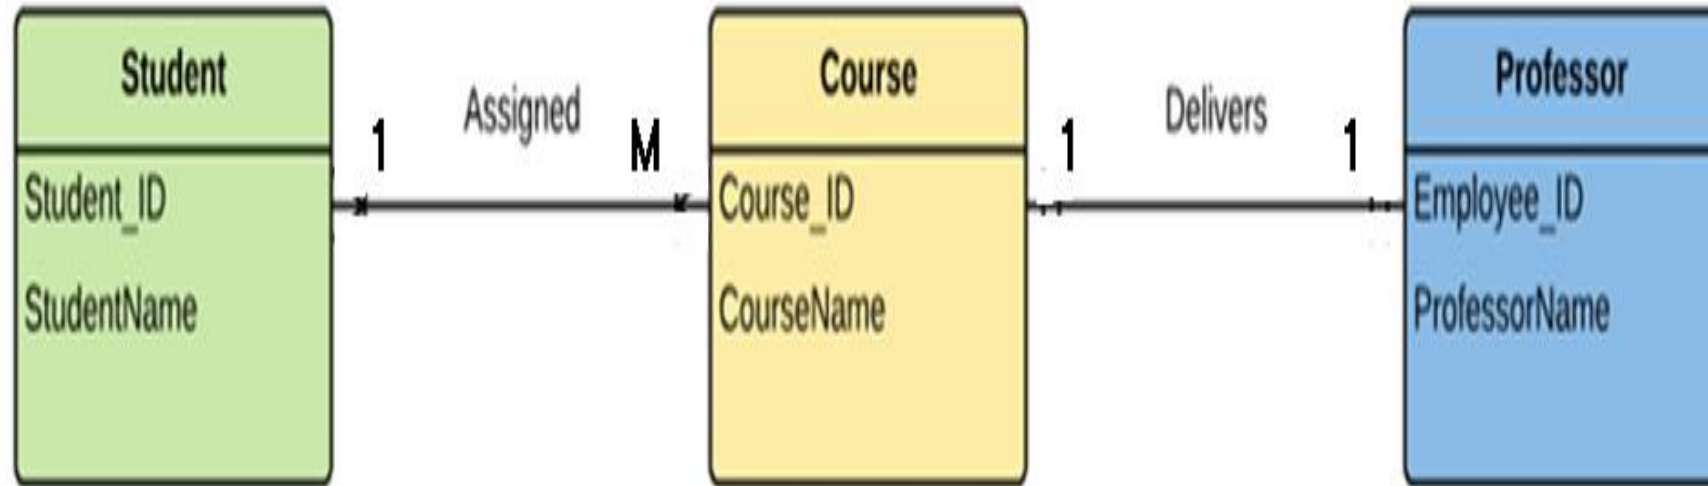 Student
Student_ID
StudentName
1 Assigned M
Course
Course_ID
CourseName
1 Delivers 1
Professor
Employee_ID
ProfessorName